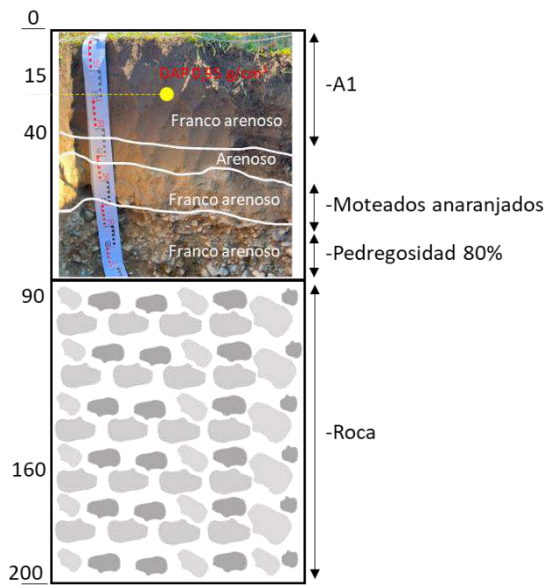 0
15
DAP 0,95 g/cm³
-A1
Franco arenoso
40
Arenoso
Franco arenoso
-Moteados anaranjados
Franco arenoso
-Pedregosidad 80%
90
-Roca
160
200